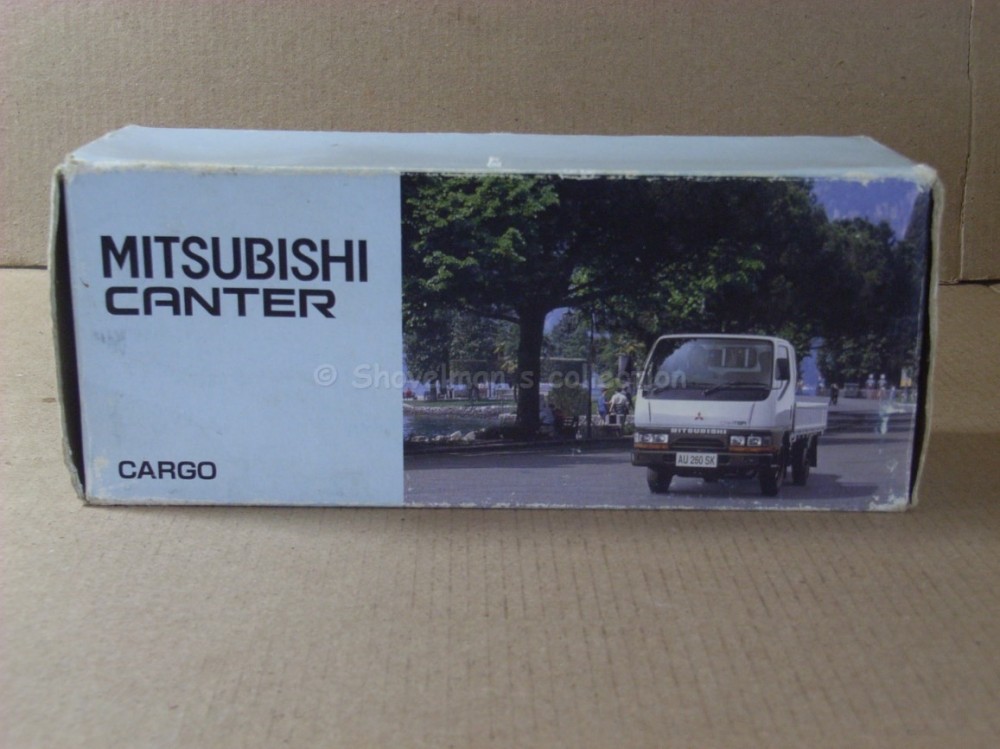 MITSUBISHI
CANTER
© Shovelman s collection
MITSUBISHI
AU 260 SK
CARGO